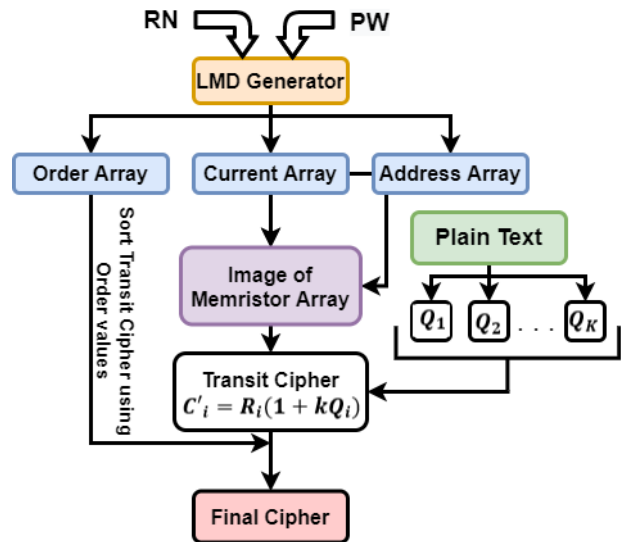 RN
PW
LMD Generator
Order Array
Current Array
Address Array
Sort Transit Cipher using
Order values
Plain Text
Image of
Memristor Array
Q₁
Q₂
. . .
Q_K
Transit Cipher
C'ᵢ = Rᵢ(1 + kQᵢ)
Final Cipher